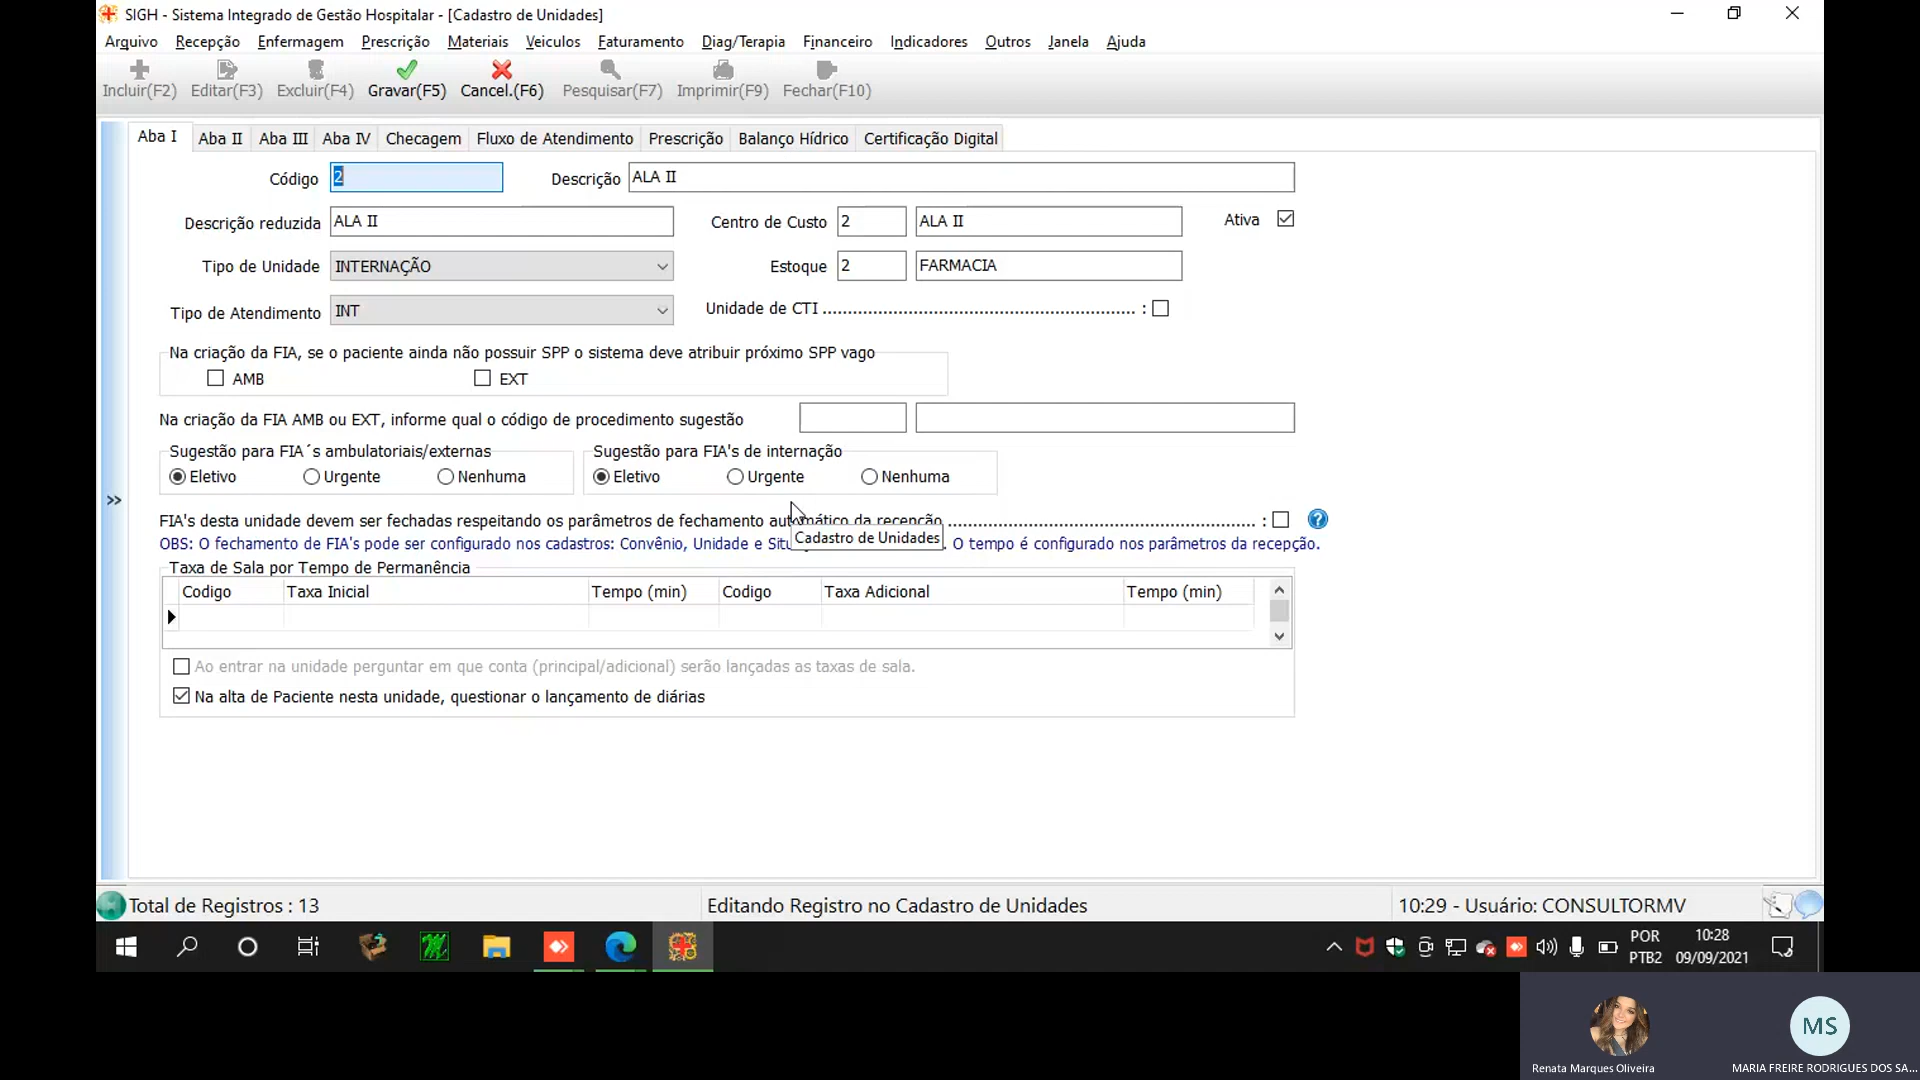 SIGH - Sistema Integrado de Gestão Hospitalar - [Cadastro de Unidades]
Arquivo Recepção Enfermagem Prescrição Materiais Veiculos Faturamento Diag/Terapia Financeiro Indicadores Outros Janela Ajuda
Incluir(F2) Editar(F3) Excluir(F4) Gravar(F5) Cancel.(F6) Pesquisar(F7) Imprimir(F9) Fechar(F10)
Aba I Aba II Aba III Aba IV Checagem Fluxo de Atendimento Prescrição Balanço Hídrico Certificação Digital
Código 2 Descrição ALA II
Descrição reduzida ALA II Centro de Custo 2 ALA II Ativa
Tipo de Unidade INTERNAÇÃO Estoque 2 FARMACIA
Tipo de Atendimento INT Unidade de CTI ............................................................. :
Na criação da FIA, se o paciente ainda não possuir SPP o sistema deve atribuir próximo SPP vago
AMB EXT
Na criação da FIA AMB ou EXT, informe qual o código de procedimento sugestão
Sugestão para FIA´s ambulatoriais/externas Sugestão para FIA's de internação
Eletivo Urgente Nenhuma Eletivo Urgente Nenhuma
>>
FIA's desta unidade devem ser fechadas respeitando os parâmetros de fechamento automático da recepção ............................................................ : ?
Cadastro de Unidades
OBS: O fechamento de FIA's pode ser configurado nos cadastros: Convênio, Unidade e . O tempo é configurado nos parâmetros da recepção.
Taxa de Sala por Tempo de Permanência
Codigo Taxa Inicial Tempo (min) Codigo Taxa Adicional Tempo (min)
Ao entrar na unidade perguntar em que conta (principal/adicional) serão lançadas as taxas de sala.
Na alta de Paciente nesta unidade, questionar o lançamento de diárias
Total de Registros : 13 Editando Registro no Cadastro de Unidades 10:29 - Usuário: CONSULTORMV
POR 10:28
PTB2 09/09/2021
MS
Renata Marques Oliveira MARIA FREIRE RODRIGUES DOS SA...